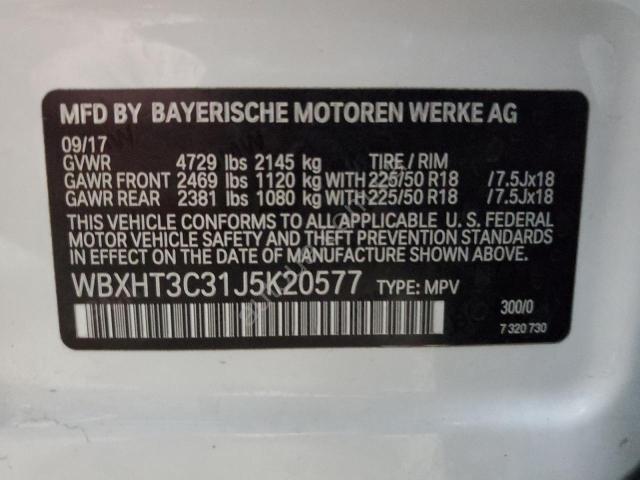 MFD BY BAYERISCHE MOTOREN WERKE AG
09/17
GVWR 4729 lbs 2145 kg TIRE / RIM
GAWR FRONT 2469 lbs 1120 kg WITH 225/50 R18 /7.5Jx18
GAWR REAR 2381 lbs 1080 kg WITH 225/50 R18 /7.5Jx18
THIS VEHICLE CONFORMS TO ALL APPLICABLE U. S. FEDERAL
MOTOR VEHICLE SAFETY AND THEFT PREVENTION STANDARDS
IN EFFECT ON THE DATE OF MANUFACTURE SHOWN ABOVE.
WBXHT3C31J5K20577 TYPE: MPV
300/0
7 320 730